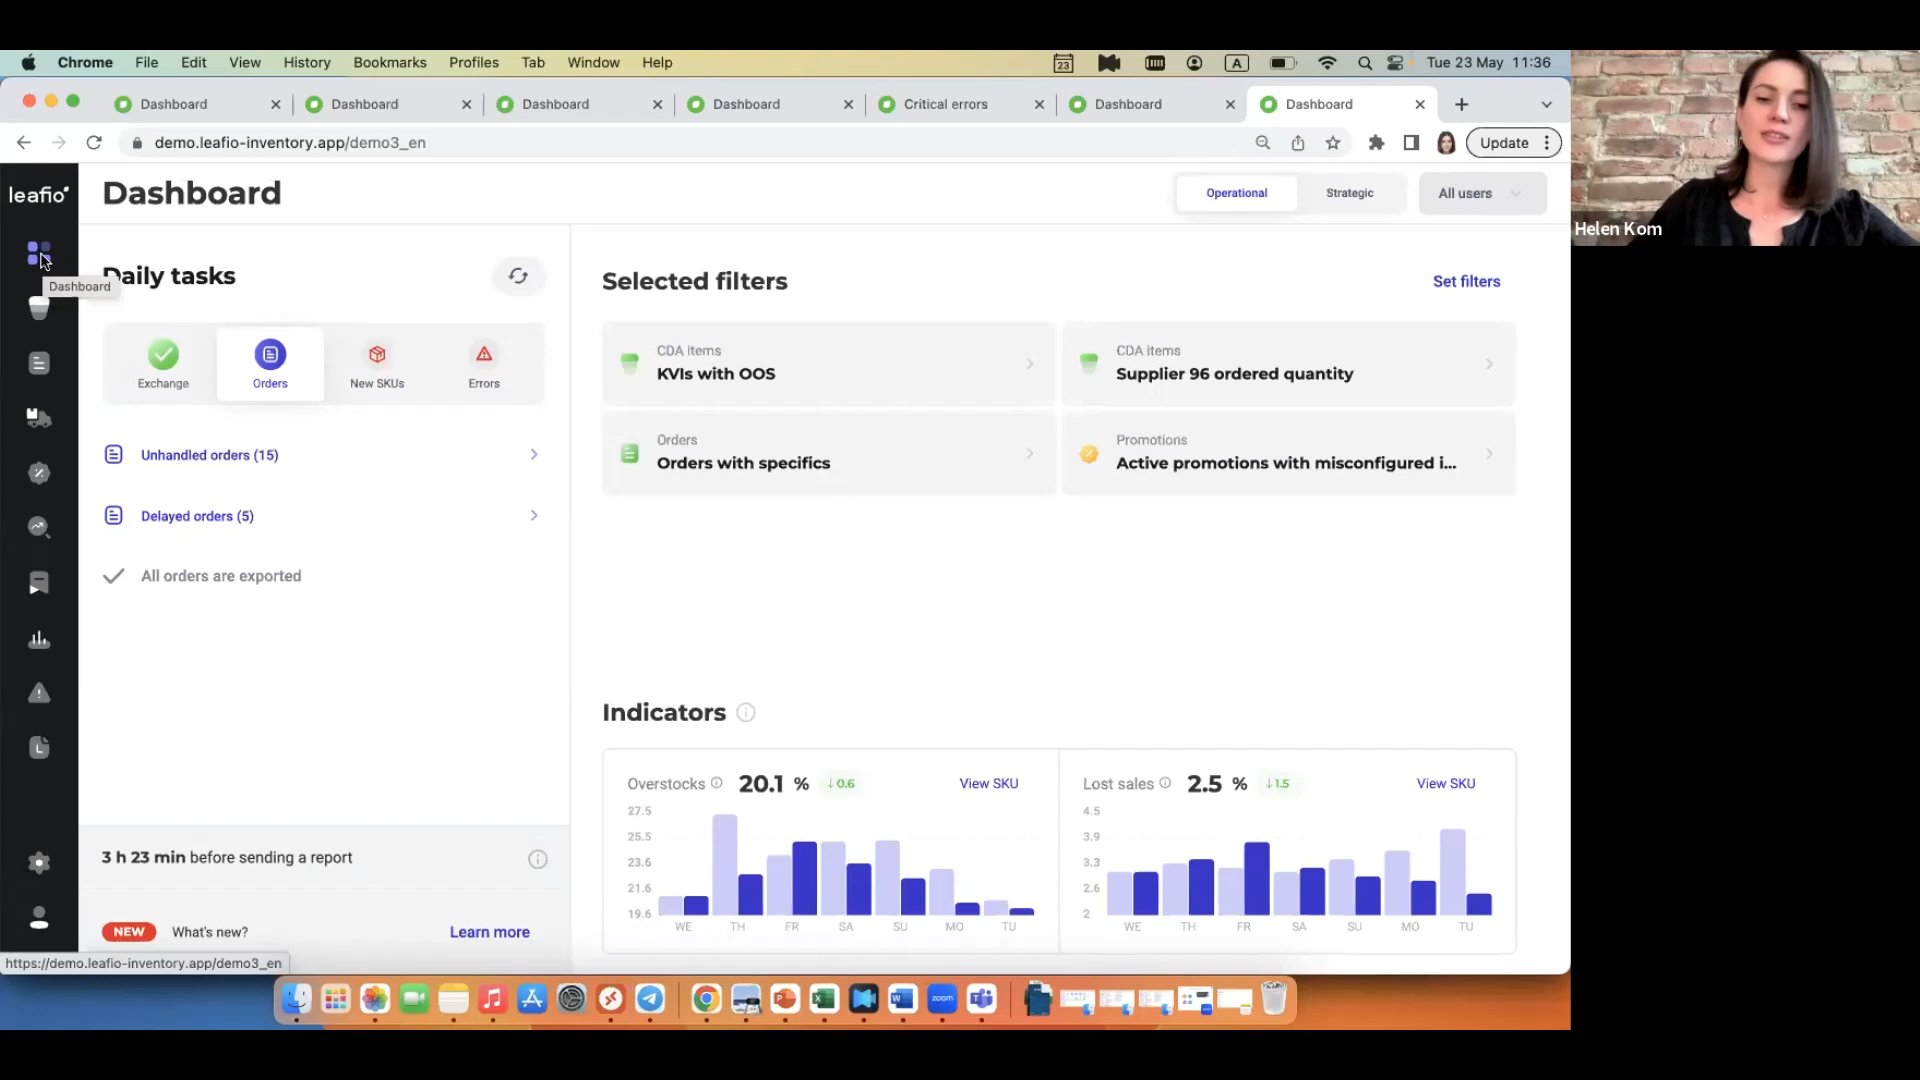 Chrome File Edit View History Bookmarks Profiles Tab Window Help 23 A Tue 23 May 11:36
Dashboard Dashboard Dashboard Dashboard Critical errors Dashboard Dashboard
demo.leafio-inventory.app/demo3_en Update
leafio
Dashboard
Operational Strategic All users
Helen Kom
Daily tasks
Dashboard
Selected filters Set filters
Exchange Orders New SKUs Errors
CDA items
KVIs with OOS
CDA items
Supplier 96 ordered quantity
Orders
Orders with specifics
Promotions
Active promotions with misconfigured i...
Unhandled orders (15)
Delayed orders (5)
All orders are exported
Indicators
Overstocks 20.1 % ↓0.6 View SKU
27.5
25.5
23.6
21.6
19.6
WE TH FR SA SU MO TU
Lost sales 2.5 % ↓1.5 View SKU
4.5
3.9
3.3
2.6
2
WE TH FR SA SU MO TU
3 h 23 min before sending a report
NEW What's new? Learn more
https://demo.leafio-inventory.app/demo3_en
zoom